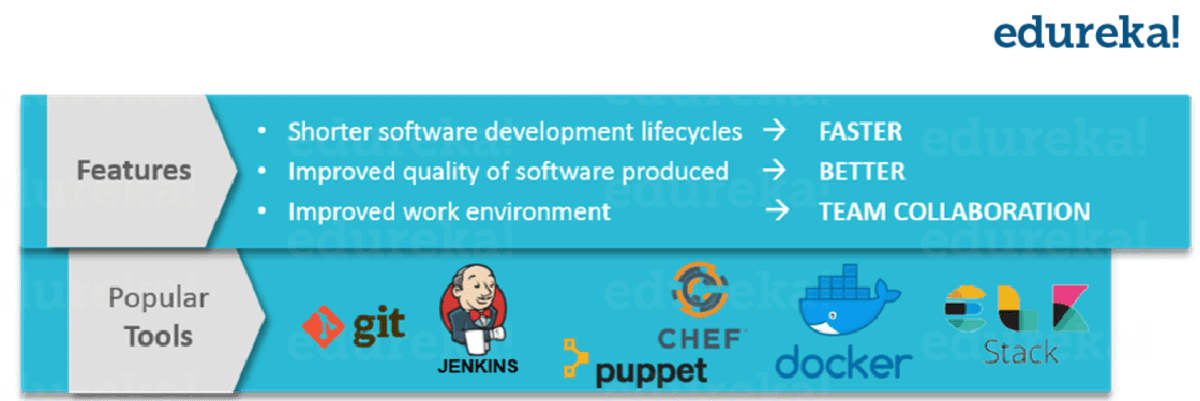 edureka!
Features
• Shorter software development lifecycles → FASTER
• Improved quality of software produced → BETTER
• Improved work environment → TEAM COLLABORATION
Popular
Tools
git
JENKINS
CHEF
puppet
docker
ELK
Stack